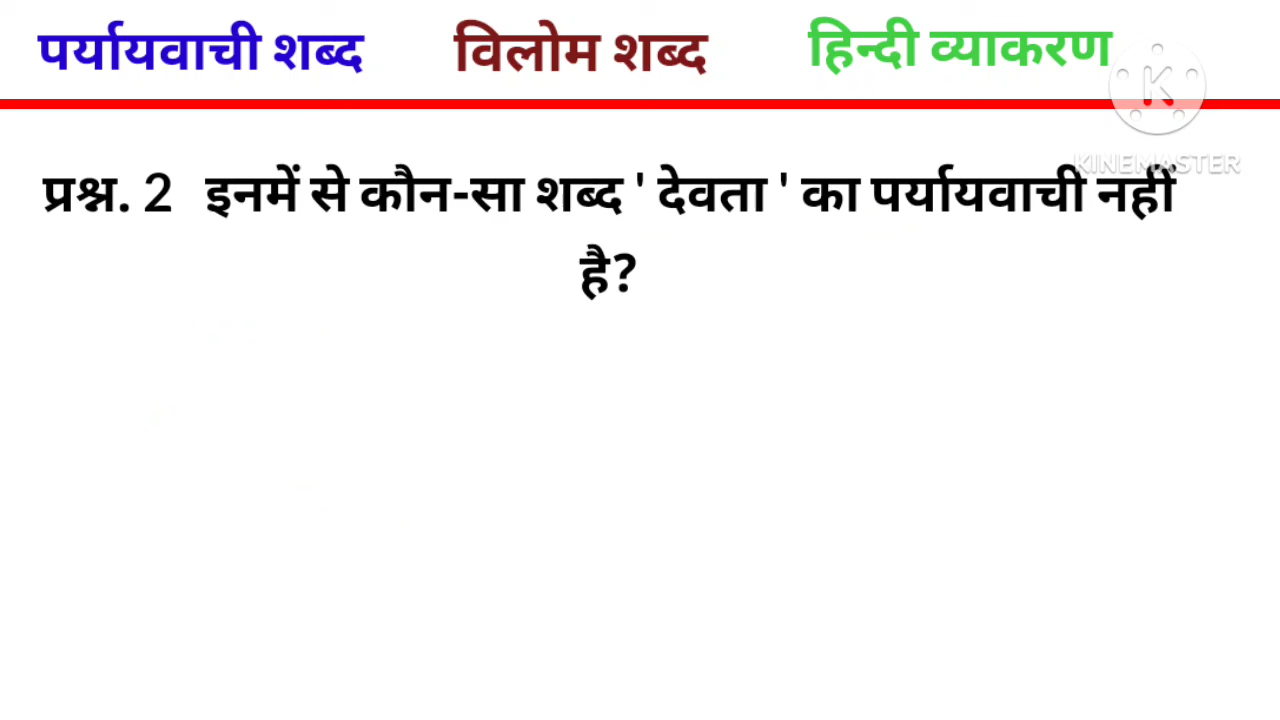 पर्यायवाची शब्द विलोम शब्द हिन्दी व्याकरण
K
KINEMASTER
प्रश्न. 2 इनमें से कौन-सा शब्द ' देवता ' का पर्यायवाची नहीं
है?